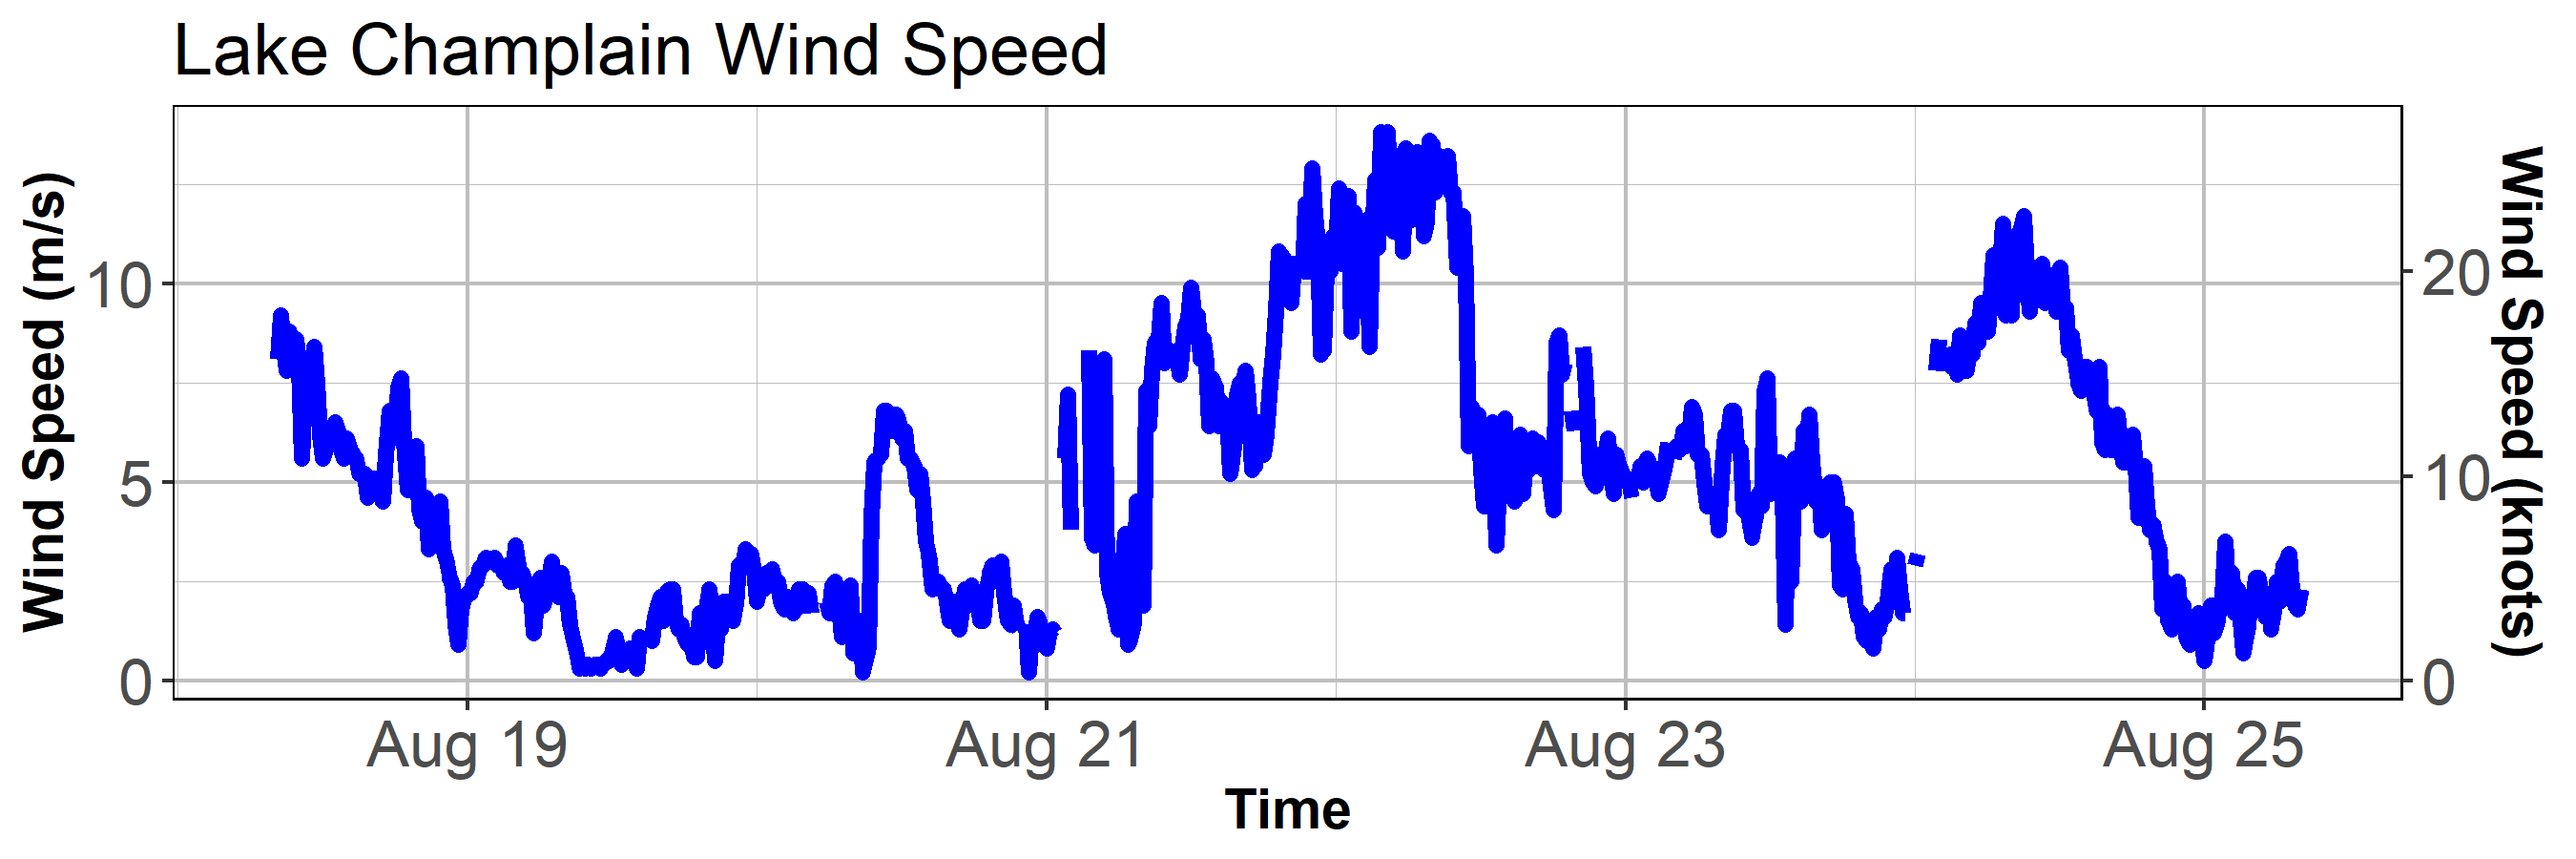 Lake Champlain Wind Speed
Wind Speed (m/s)
10
5
0
20
10
0
Wind Speed (knots)
Aug 19
Aug 21
Aug 23
Aug 25
Time